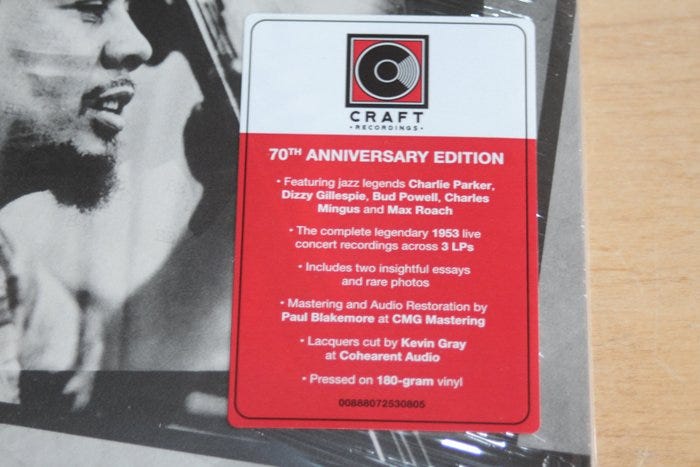 CRAFT
• RECORDINGS •
70TH ANNIVERSARY EDITION
• Featuring jazz legends Charlie Parker,
Dizzy Gillespie, Bud Powell, Charles
Mingus and Max Roach
• The complete legendary 1953 live
concert recordings across 3 LPs
• Includes two insightful essays
and rare photos
• Mastering and Audio Restoration by
Paul Blakemore at CMG Mastering
• Lacquers cut by Kevin Gray
at Cohearent Audio
• Pressed on 180-gram vinyl
00888072530805